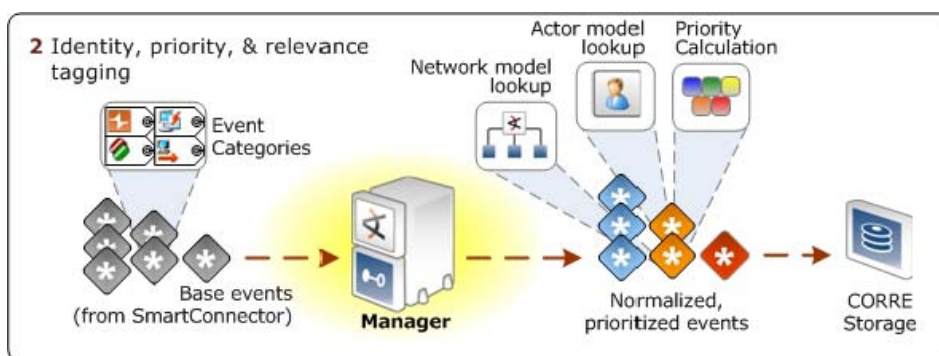 2 Identity, priority, & relevance
tagging
Event
Categories
Base events
(from SmartConnector)
Manager
Network model
lookup
Actor model
lookup
Priority
Calculation
Normalized,
prioritized events
CORRE
Storage